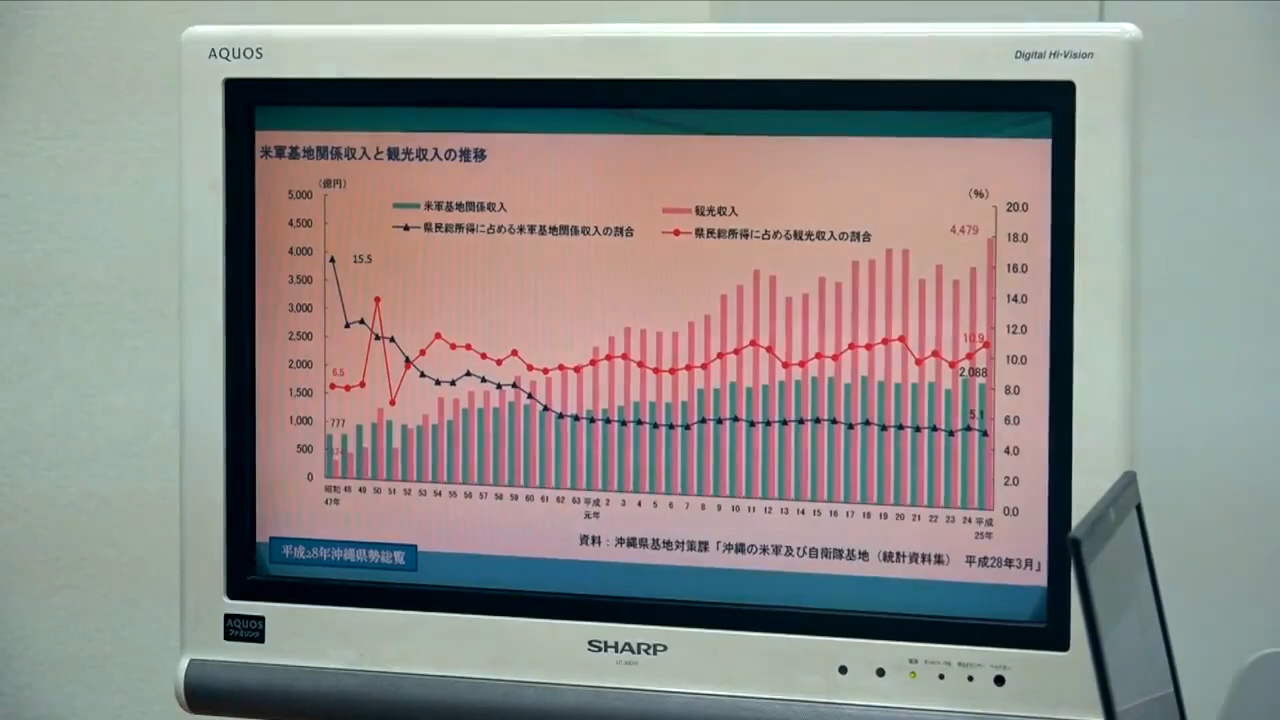 AQUOS
Digital Hi-Vision
米軍基地関係収入と観光収入の推移
（億円）
（%）
米軍基地関係収入
観光収入
県民総所得に占める米軍基地関係収入の割合
県民総所得に占める観光収入の割合
5,000
4,500
4,000
3,500
3,000
2,500
2,000
1,500
1,000
500
0
20.0
18.0
16.0
14.0
12.0
10.0
8.0
6.0
4.0
2.0
0.0
15.5
6.5
777
4,479
10.9
2,088
5.1
昭和 48 49 50 51 52 53 54 55 56 57 58 59 60 61 62 63 平成 2 3 4 5 6 7 8 9 10 11 12 13 14 15 16 17 18 19 20 21 22 23 24 平成
47年 元年 25年
資料：沖縄県基地対策課「沖縄の米軍及び自衛隊基地（統計資料集） 平成28年3月」
平成28年沖縄県勢総覧
AQUOS
ファミリンク
SHARP